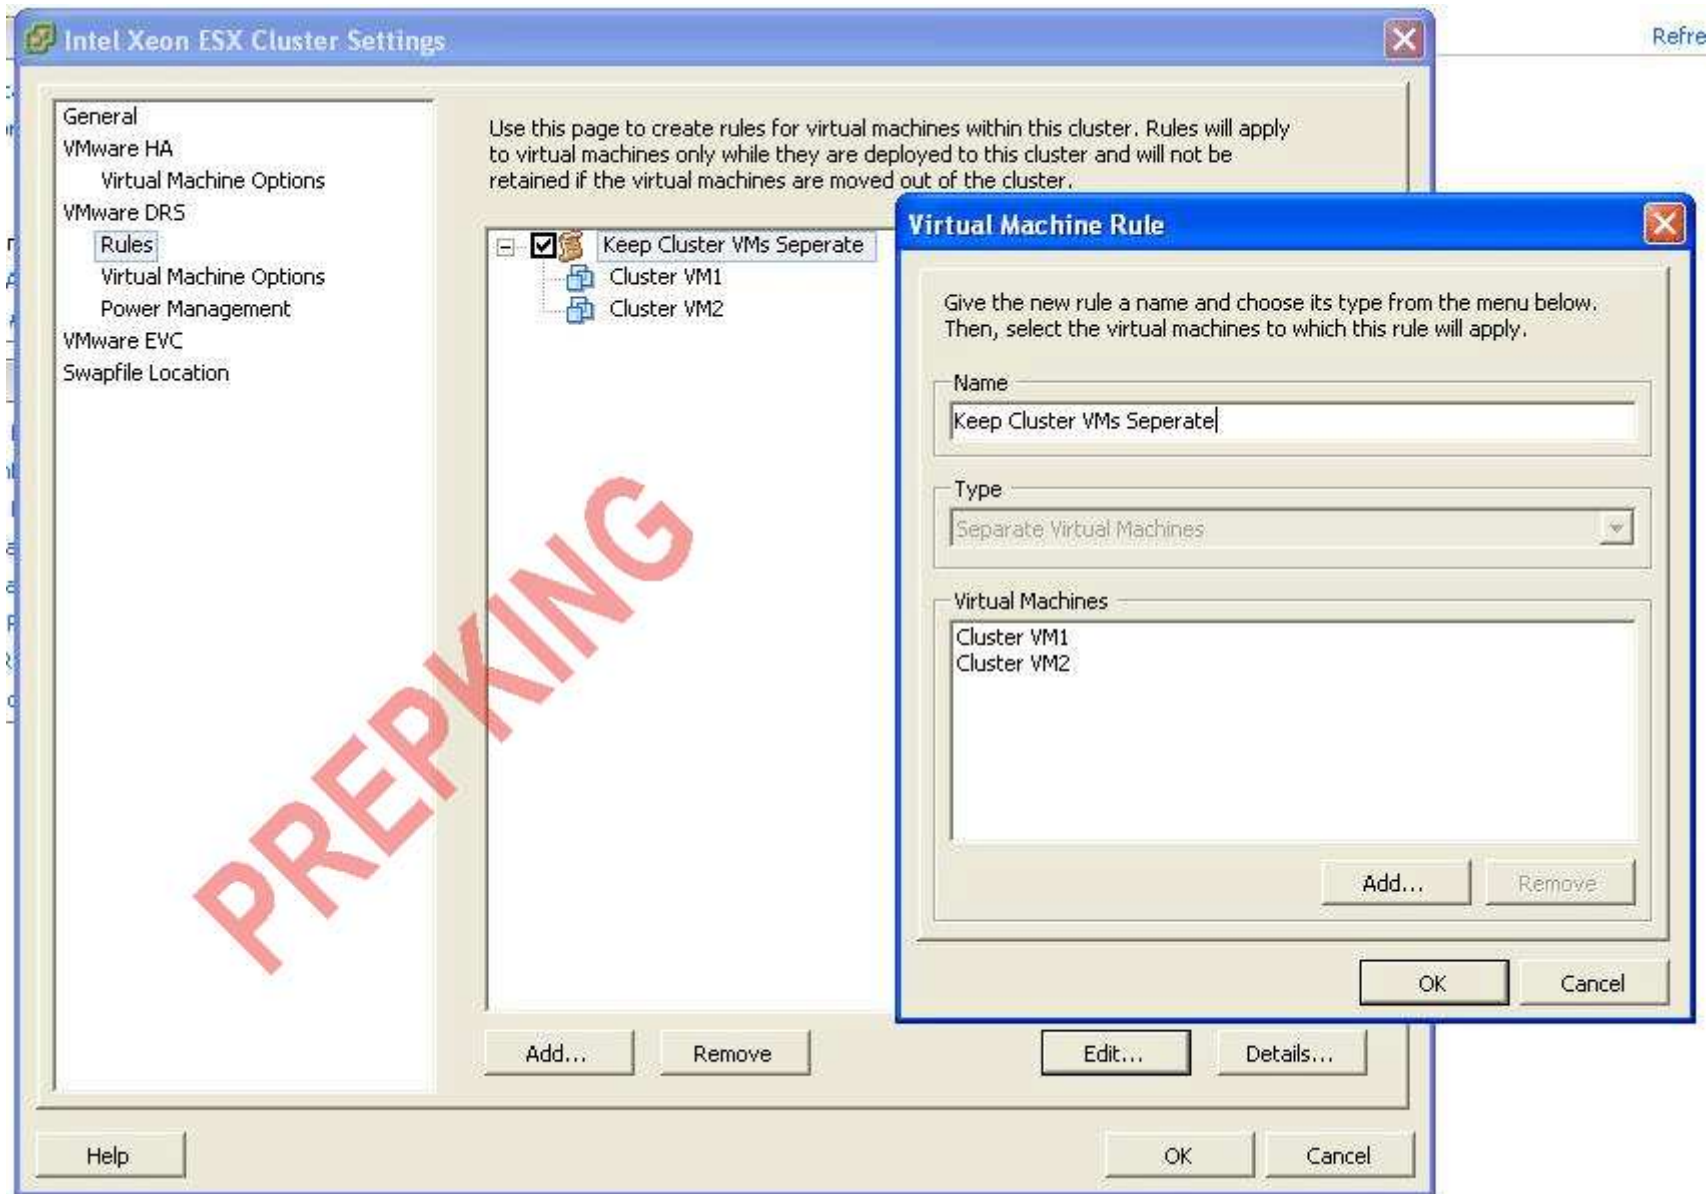 Intel Xeon ESX Cluster Settings
Refre
General
VMware HA
Virtual Machine Options
VMware DRS
Rules
Virtual Machine Options
Power Management
VMware EVC
Swapfile Location
Use this page to create rules for virtual machines within this cluster. Rules will apply
to virtual machines only while they are deployed to this cluster and will not be
retained if the virtual machines are moved out of the cluster.
Keep Cluster VMs Seperate
Cluster VM1
Cluster VM2
PREPKING
Add...
Remove
Edit...
Details...
Help
OK
Cancel
Virtual Machine Rule
Give the new rule a name and choose its type from the menu below.
Then, select the virtual machines to which this rule will apply.
Name
Keep Cluster VMs Seperate
Type
Separate Virtual Machines
Virtual Machines
Cluster VM1
Cluster VM2
Add...
Remove
OK
Cancel